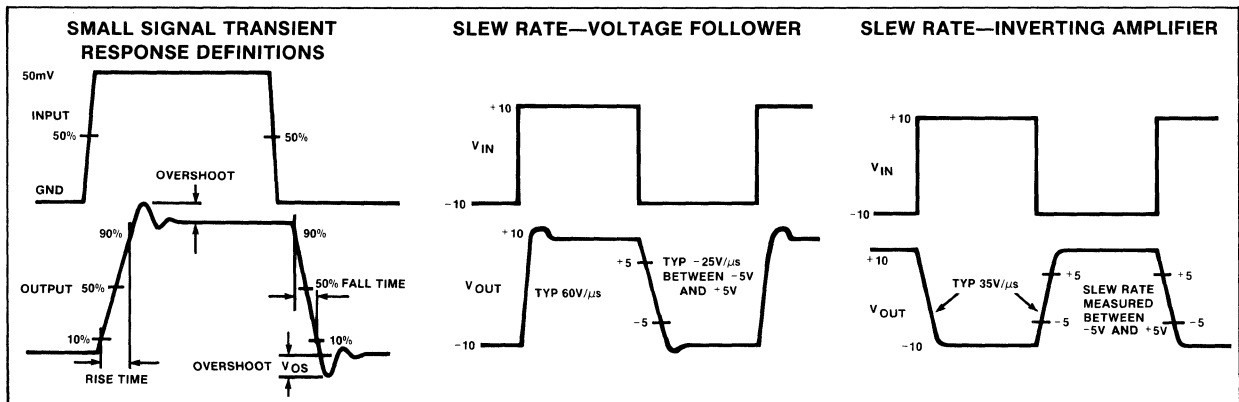 SMALL SIGNAL TRANSIENT
RESPONSE DEFINITIONS
50mV
INPUT
50%
50%
GND
OVERSHOOT
90%
90%
OUTPUT
50%
50% FALL TIME
10%
10%
OVERSHOOT
VOS
RISE TIME
SLEW RATE—VOLTAGE FOLLOWER
+10
VIN
-10
+10
+5
TYP -25V/μs
BETWEEN -5V
AND +5V
VOUT
TYP 60V/μs
-5
-10
SLEW RATE—INVERTING AMPLIFIER
+10
VIN
-10
+10
+5
+5
TYP 35V/μs
SLEW RATE
MEASURED
BETWEEN
-5V AND +5V
VOUT
-5
-5
-10